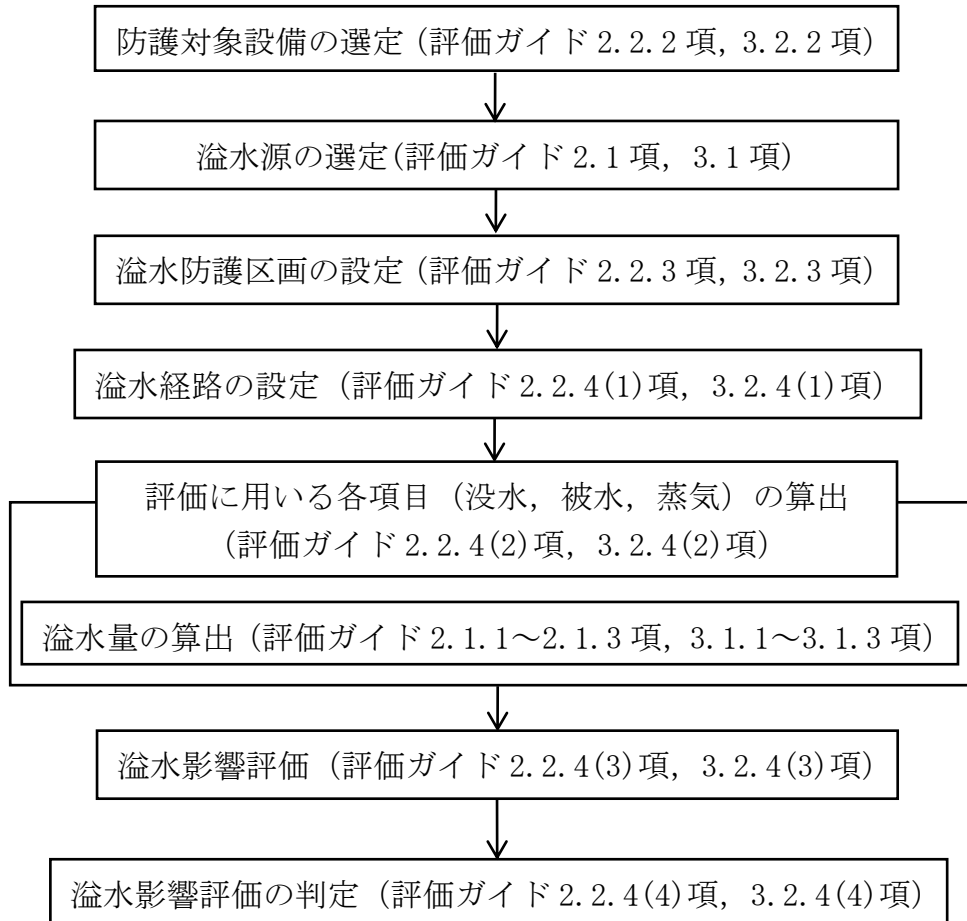 防護対象設備の選定（評価ガイド 2.2.2 項, 3.2.2 項）
溢水源の選定(評価ガイド 2.1 項, 3.1 項)
溢水防護区画の設定（評価ガイド 2.2.3 項, 3.2.3 項）
溢水経路の設定（評価ガイド 2.2.4(1)項, 3.2.4(1)項）
評価に用いる各項目（没水, 被水, 蒸気）の算出
（評価ガイド 2.2.4(2)項, 3.2.4(2)項）
溢水量の算出（評価ガイド 2.1.1～2.1.3 項, 3.1.1～3.1.3 項）
溢水影響評価（評価ガイド 2.2.4(3)項, 3.2.4(3)項）
溢水影響評価の判定（評価ガイド 2.2.4(4)項, 3.2.4(4)項）